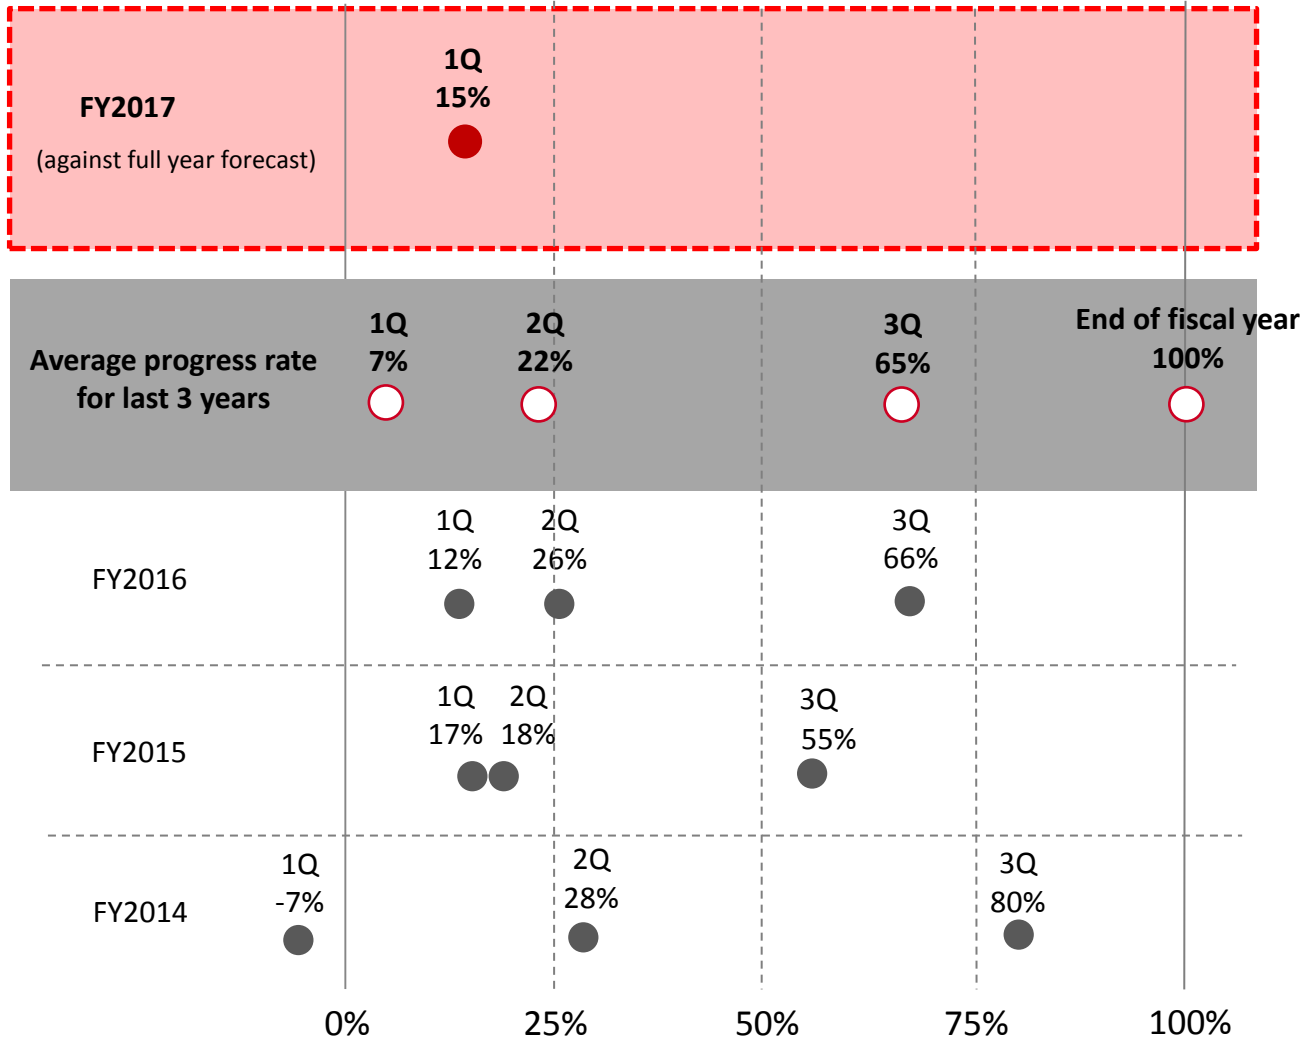 1Q
15%
FY2017
(against full year forecast)
1Q
7%
2Q
22%
3Q
65%
End of fiscal year
100%
Average progress rate
for last 3 years
1Q
12%
2Q
26%
3Q
66%
FY2016
1Q
17%
2Q
18%
3Q
55%
FY2015
1Q
-7%
2Q
28%
3Q
80%
FY2014
0%
25%
50%
75%
100%